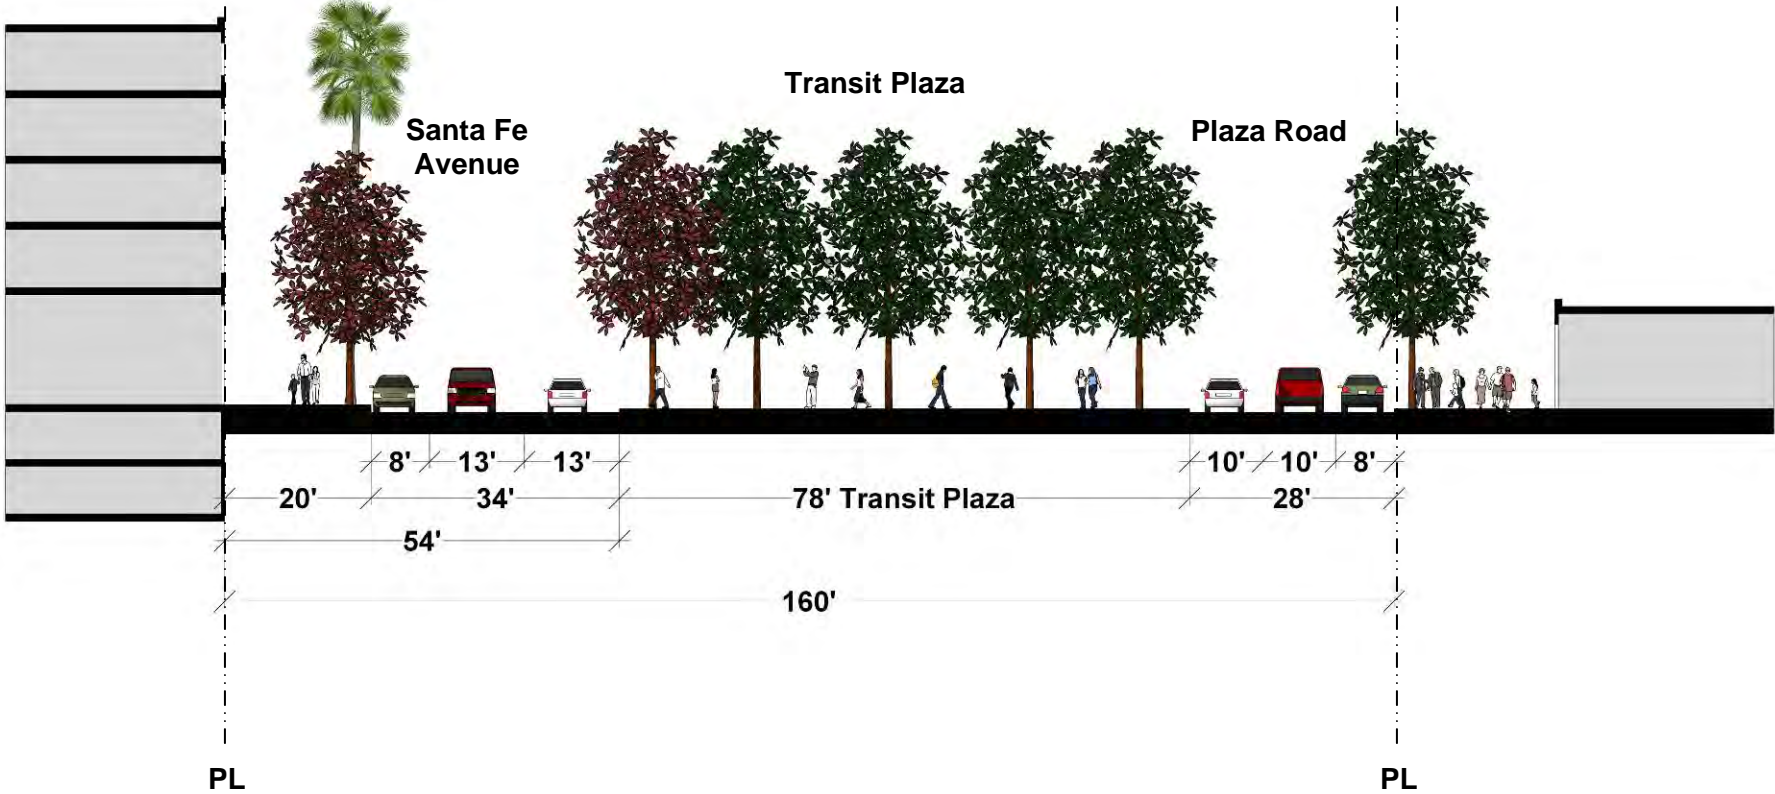 Transit Plaza
Santa Fe
Avenue
Plaza Road
8' 13' 13' 10' 10' 8'
20' 34' 78' Transit Plaza 28'
54'
160'
PL PL